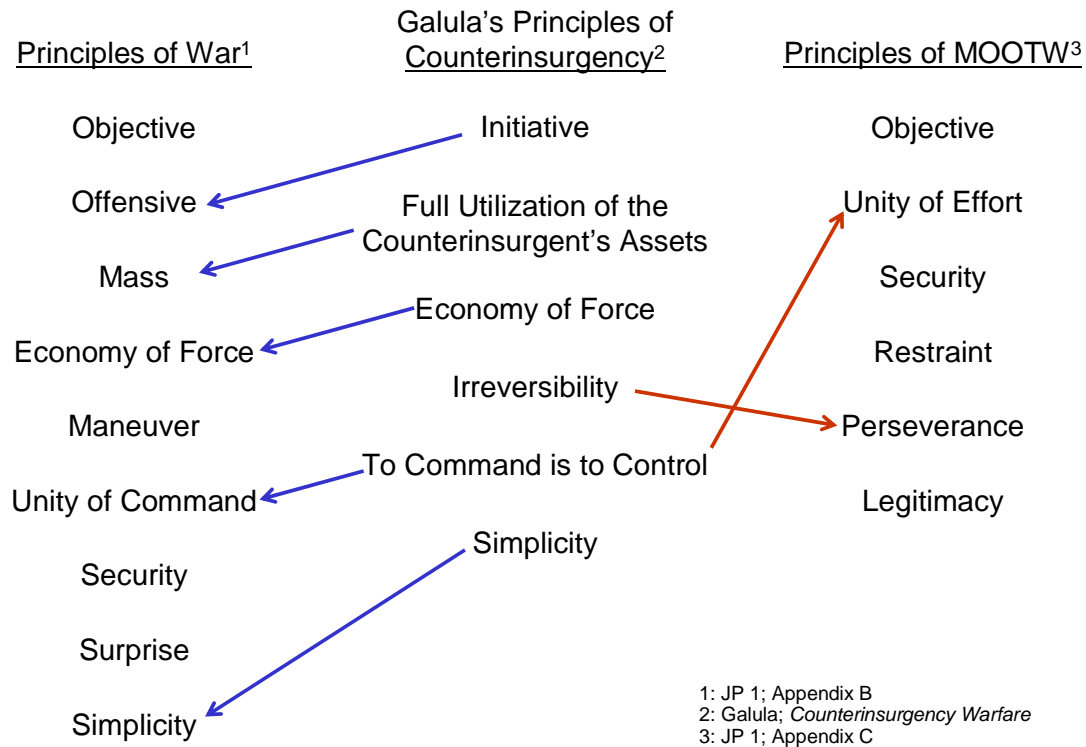 Principles of War¹
Objective
Offensive
Mass
Economy of Force
Maneuver
Unity of Command
Security
Surprise
Simplicity
Galula’s Principles of
Counterinsurgency²
Initiative
Full Utilization of the
Counterinsurgent’s Assets
Economy of Force
Irreversibility
To Command is to Control
Simplicity
Principles of MOOTW³
Objective
Unity of Effort
Security
Restraint
Perseverance
Legitimacy
1: JP 1; Appendix B
2: Galula; Counterinsurgency Warfare
3: JP 1; Appendix C